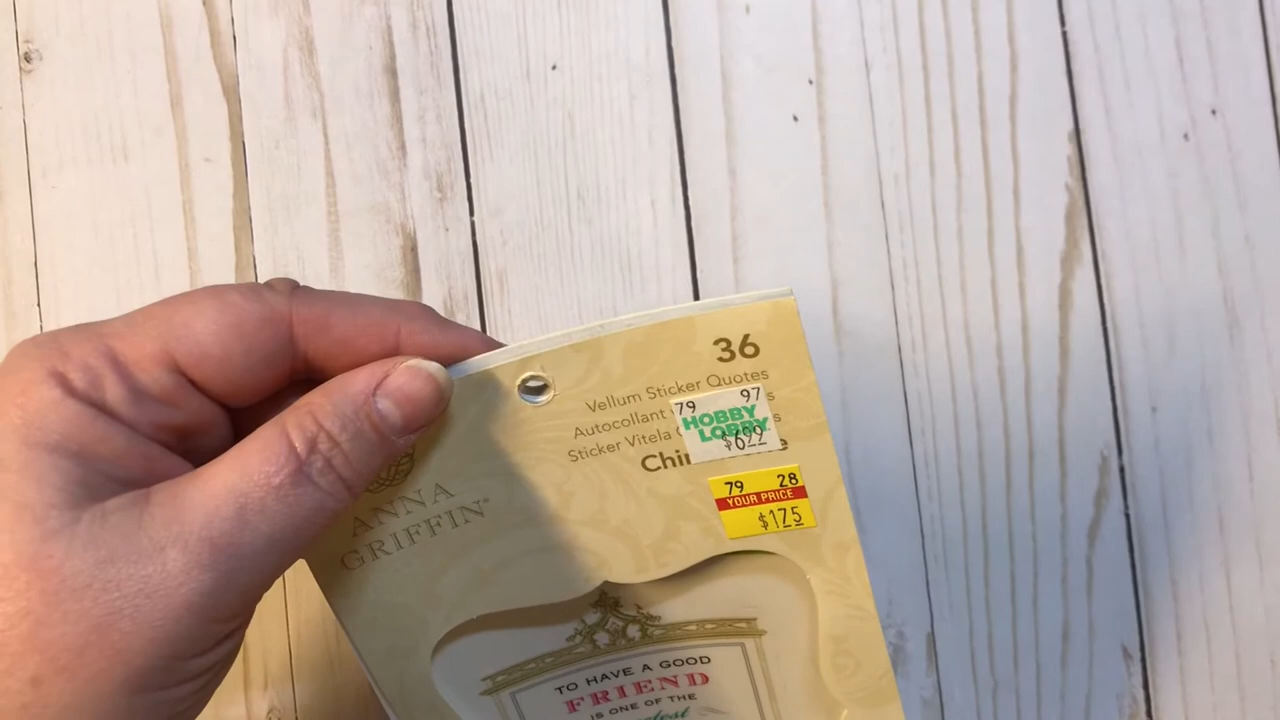 36
Vellum Sticker Quotes
Autocollant
Sticker Vitela
79 97
HOBBY
LOBBY
$6.99
79 28
YOUR PRICE
$1.75
ANNA
GRIFFIN
TO HAVE A GOOD
FRIEND
IS ONE OF THE